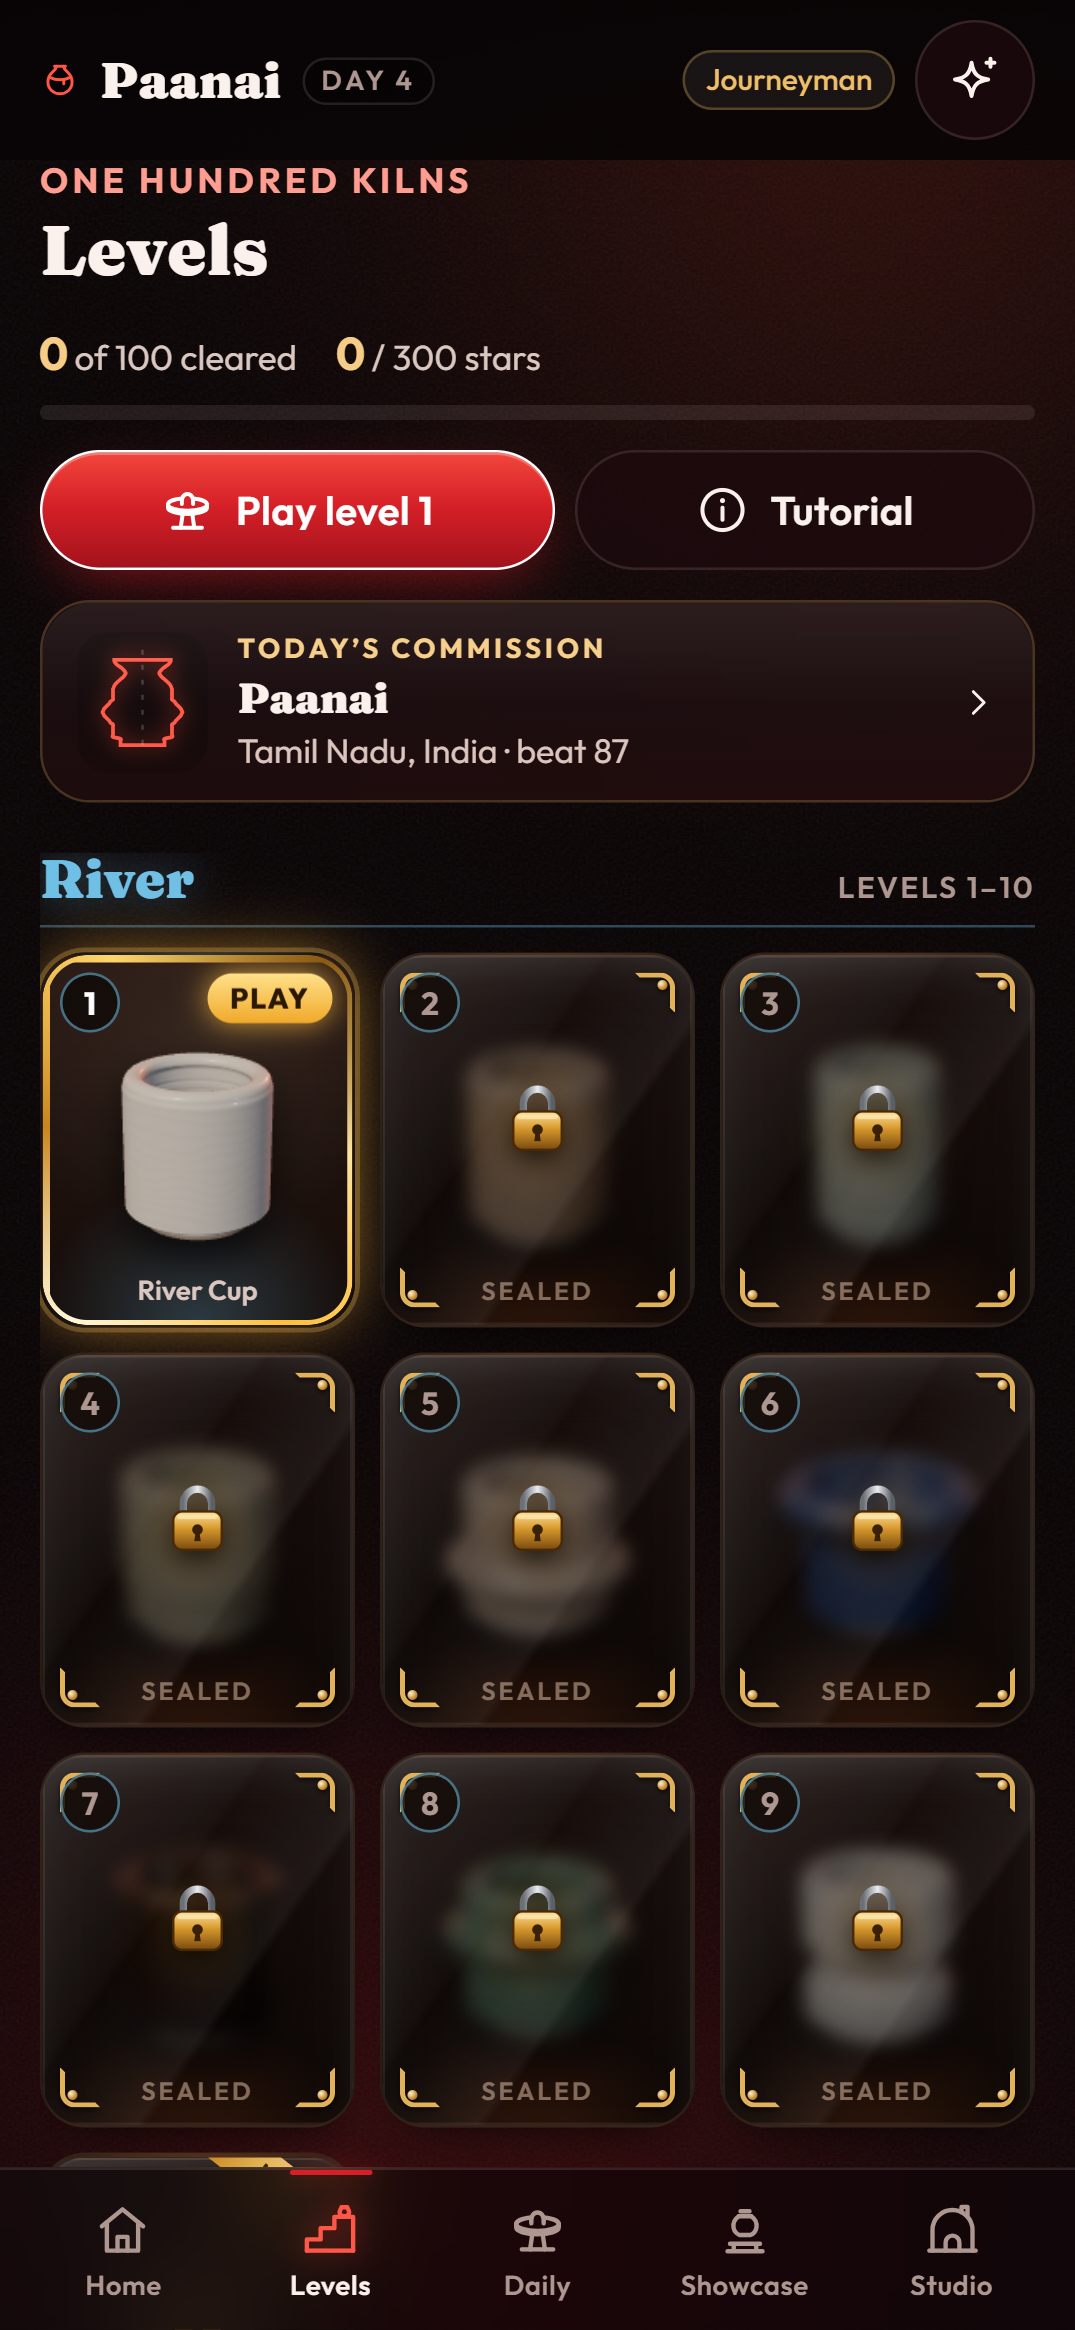 Paanai DAY 4 Journeyman
ONE HUNDRED KILNS
Levels
0 of 100 cleared 0 / 300 stars
Play level 1 Tutorial
TODAY’S COMMISSION
Paanai
Tamil Nadu, India · beat 87
River LEVELS 1–10
1 PLAY 2 3
River Cup SEALED SEALED
4 5 6
SEALED SEALED SEALED
7 8 9
SEALED SEALED SEALED
Home Levels Daily Showcase Studio